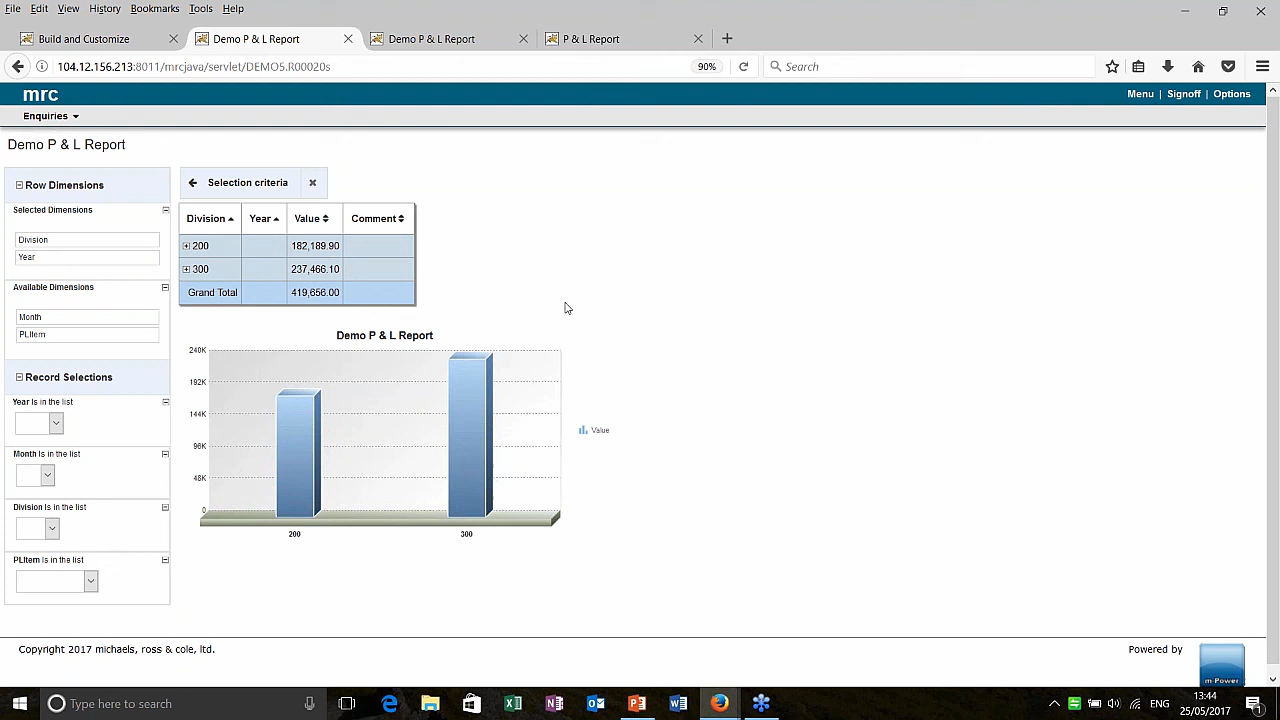 File Edit View History Bookmarks Tools Help
Build and Customize Demo P & L Report Demo P & L Report P & L Report
104.12.156.213:8011/mrcjava/servlet/DEMO5.R00020s 90% Search
mrc Menu | Signoff | Options
Enquiries
Demo P & L Report
Row Dimensions
Selected Dimensions
Division
Year
Available Dimensions
Month
PLItem
Record Selections
Year Is in the list
Month Is in the list
Division Is in the list
PLItem Is in the list
Selection criteria
Division Year Value Comment
200 182,189.90
300 237,466.10
Grand Total 419,656.00
Demo P & L Report
240K
192K
144K
96K
48K
0
200 300
Value
Copyright 2017 michaels, ross & cole, ltd. Powered by
m-Power
Type here to search ENG 13:44
25/05/2017